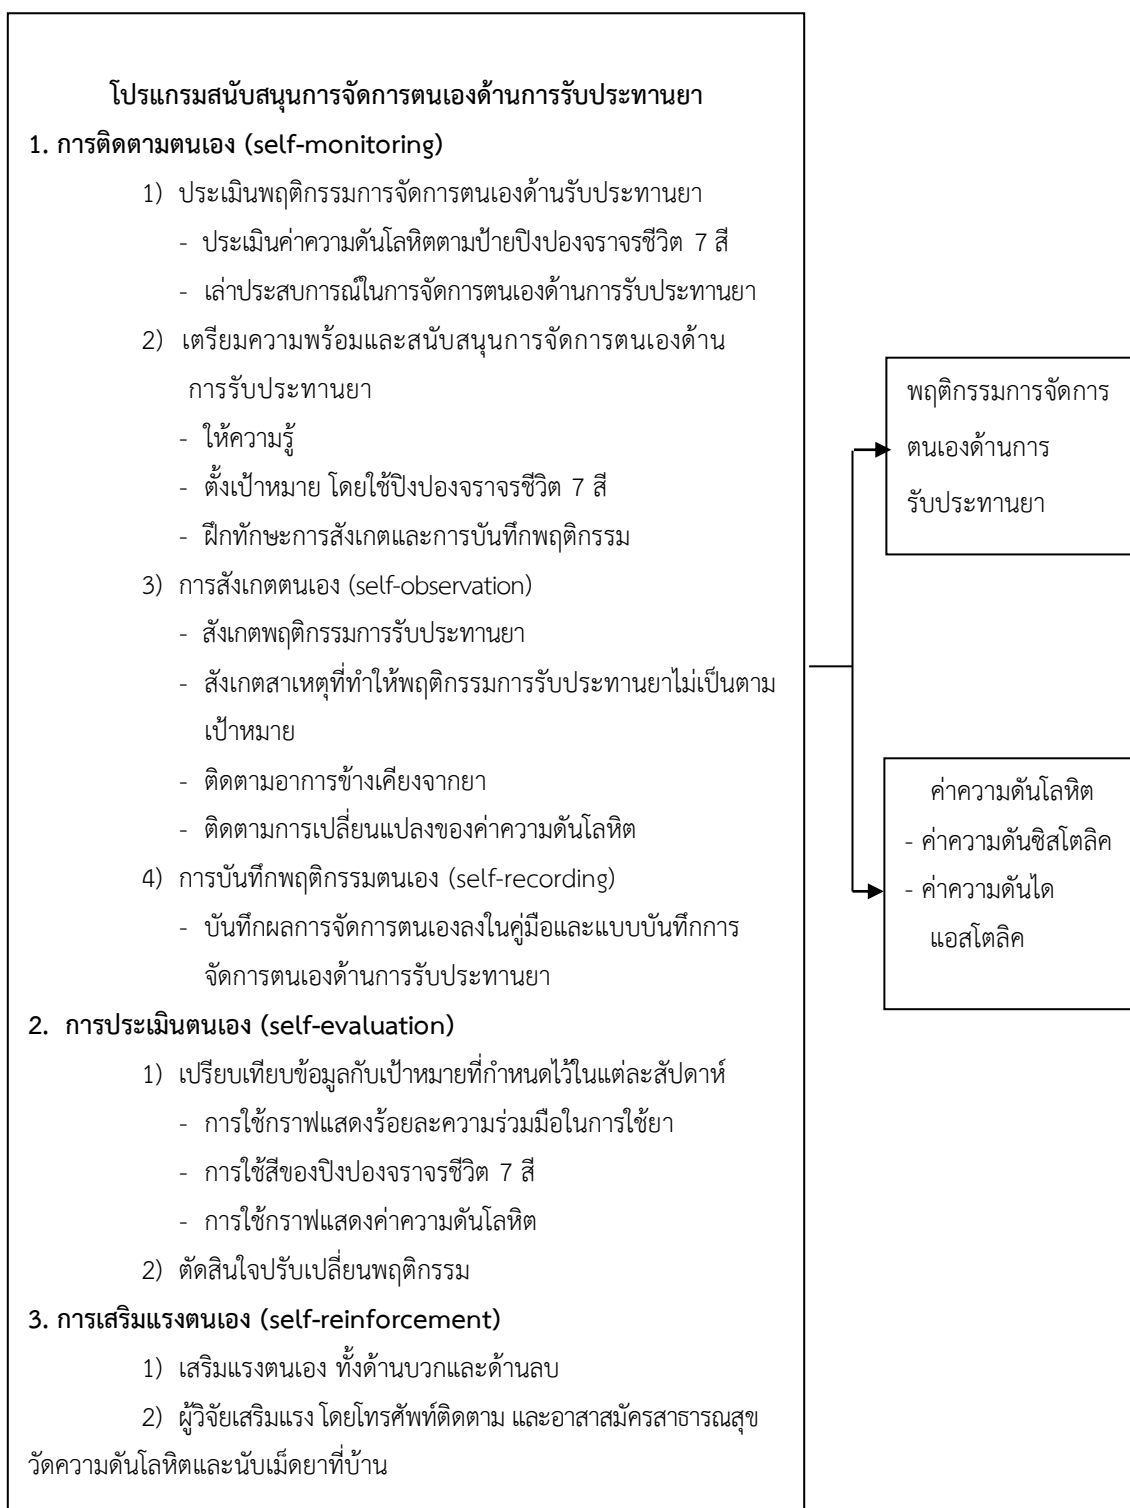 โปรแกรมสนับสนุนการจัดการตนเองด้านการรับประทานยา
1. การติดตามตนเอง (self-monitoring)
1) ประเมินพฤติกรรมการจัดการตนเองด้านรับประทานยา
- ประเมินค่าความดันโลหิตตามป้ายปิงปองจราจรชีวิต 7 สี
- เล่าประสบการณ์ในการจัดการตนเองด้านการรับประทานยา
2) เตรียมความพร้อมและสนับสนุนการจัดการตนเองด้าน
การรับประทานยา
- ให้ความรู้
- ตั้งเป้าหมาย โดยใช้ปิงปองจราจรชีวิต 7 สี
- ฝึกทักษะการสังเกตและการบันทึกพฤติกรรม
3) การสังเกตตนเอง (self-observation)
- สังเกตพฤติกรรมการรับประทานยา
- สังเกตสาเหตุที่ทำให้พฤติกรรมการรับประทานยาไม่เป็นตาม
เป้าหมาย
- ติดตามอาการข้างเคียงจากยา
- ติดตามการเปลี่ยนแปลงของค่าความดันโลหิต
4) การบันทึกพฤติกรรมตนเอง (self-recording)
- บันทึกผลการจัดการตนเองลงในคู่มือและแบบบันทึกการ
จัดการตนเองด้านการรับประทานยา
2. การประเมินตนเอง (self-evaluation)
1) เปรียบเทียบข้อมูลกับเป้าหมายที่กำหนดไว้ในแต่ละสัปดาห์
- การใช้กราฟแสดงร้อยละความร่วมมือในการใช้ยา
- การใช้สีของปิงปองจราจรชีวิต 7 สี
- การใช้กราฟแสดงค่าความดันโลหิต
2) ตัดสินใจปรับเปลี่ยนพฤติกรรม
3. การเสริมแรงตนเอง (self-reinforcement)
1) เสริมแรงตนเอง ทั้งด้านบวกและด้านลบ
2) ผู้วิจัยเสริมแรง โดยโทรศัพท์ติดตาม และอาสาสมัครสาธารณสุข
วัดความดันโลหิตและนับเม็ดยาที่บ้าน
พฤติกรรมการจัดการ
ตนเองด้านการ
รับประทานยา
ค่าความดันโลหิต
- ค่าความดันซิสโตลิค
- ค่าความดันได
แอสโตลิค